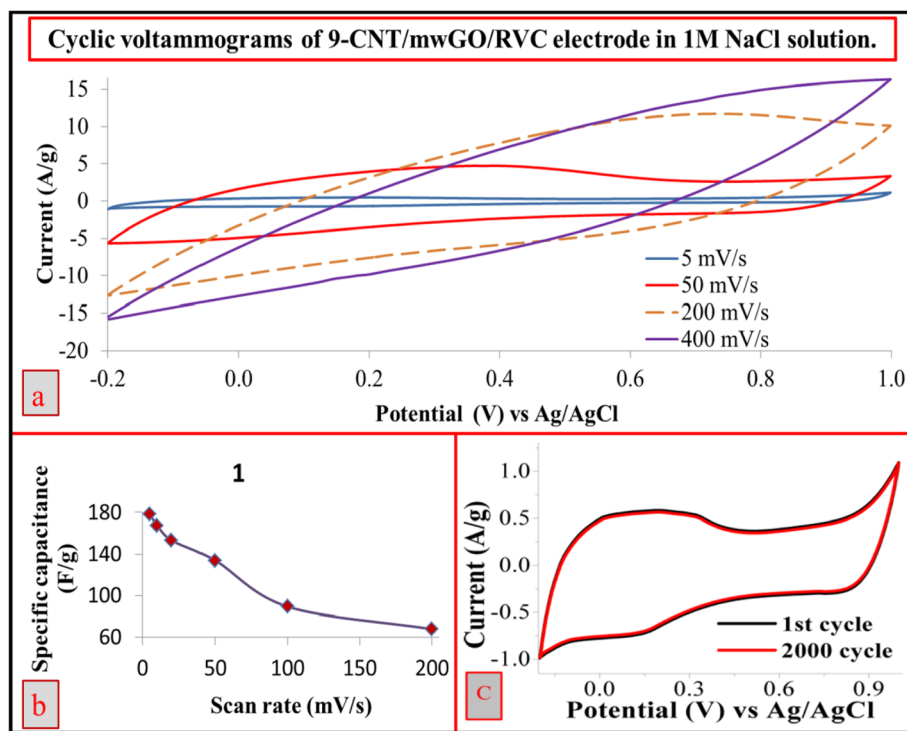 Cyclic voltammograms of 9-CNT/mwGO/RVC electrode in 1M NaCl solution.
Current (A/g)
15
10
5
0
-5
-10
-15
-20
-0.2 0.0 0.2 0.4 0.6 0.8 1.0
Potential (V) vs Ag/AgCl
5 mV/s
50 mV/s
200 mV/s
400 mV/s
a
1
Specific capacitance
(F/g)
180
140
100
60
0 50 100 150 200
Scan rate (mV/s)
b
Current (A/g)
1.0
0.5
0.0
-0.5
-1.0
0.0 0.3 0.6 0.9
Potential (V) vs Ag/AgCl
1st cycle
2000 cycle
C